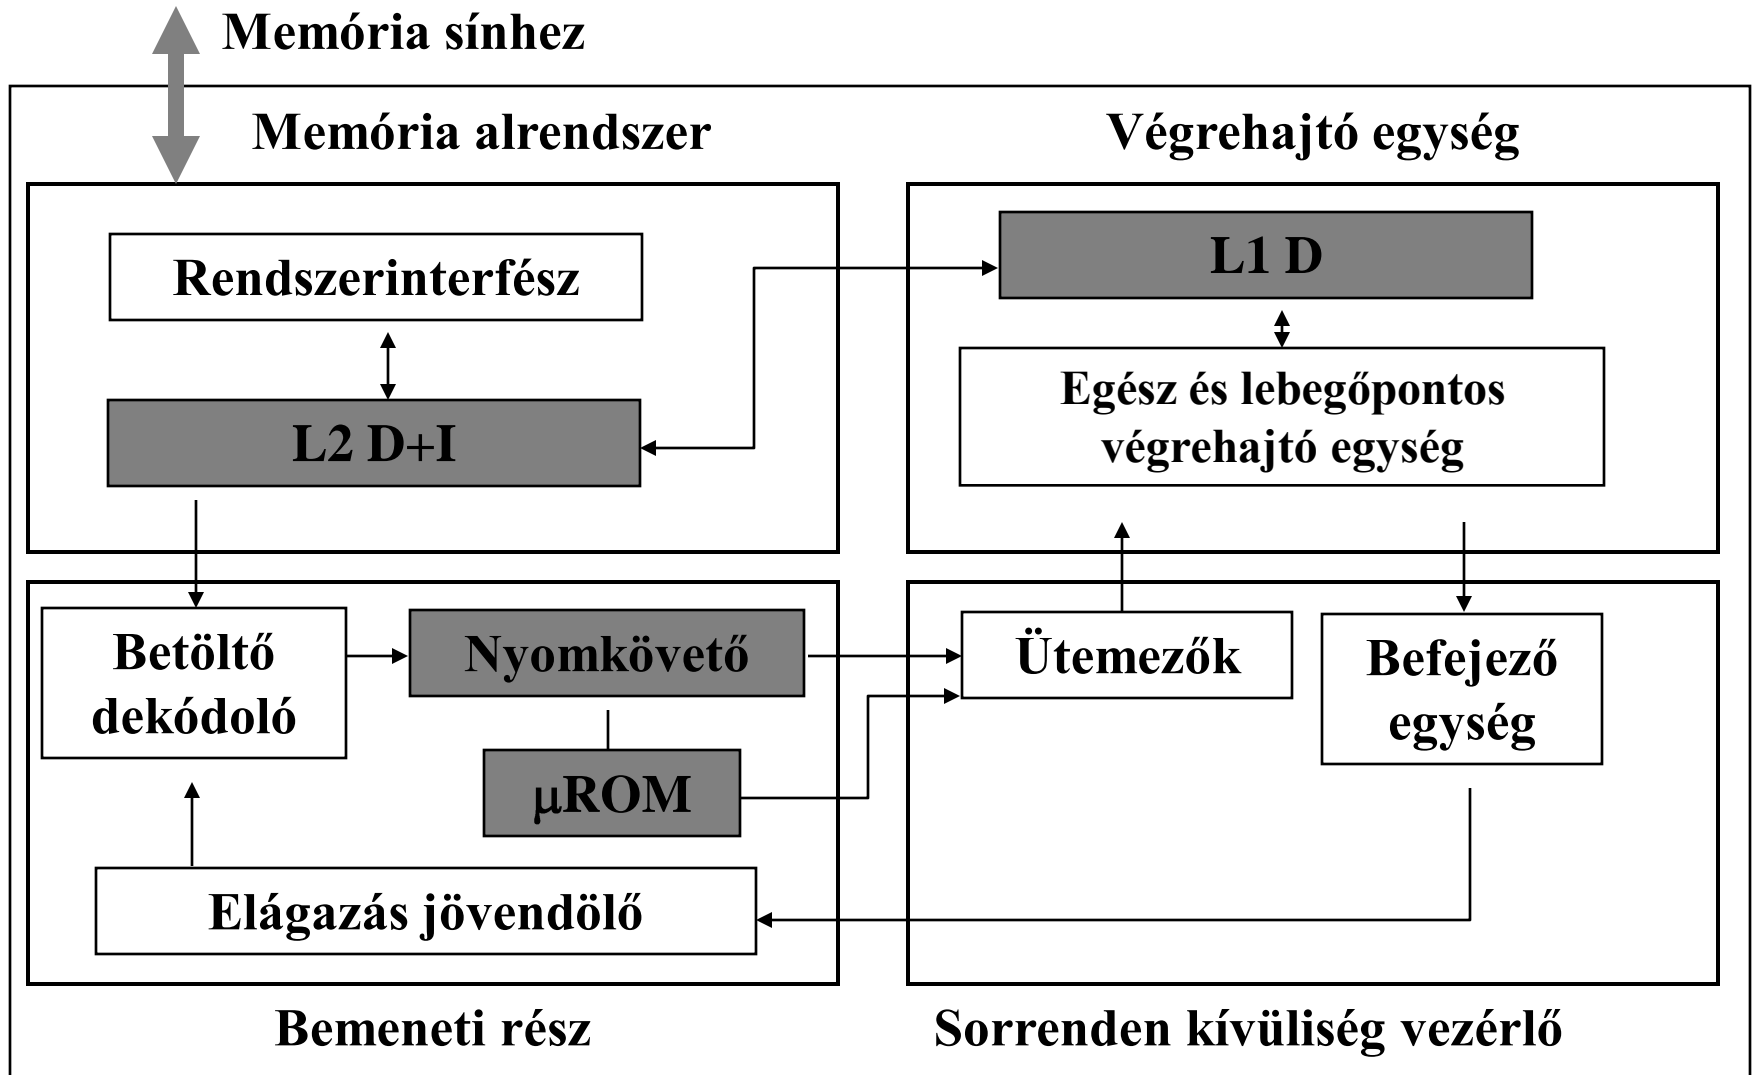 Memória sínhez
Memória alrendszer
Végrehajtó egység
Rendszerinterfész
L1 D
L2 D+I
Egész és lebegőpontos
végrehajtó egység
Betöltő
dekódoló
Nyomkövető
μROM
Elágazás jövendölő
Ütemezők
Befejező
egység
Bemeneti rész
Sorrenden kívüliség vezérlő